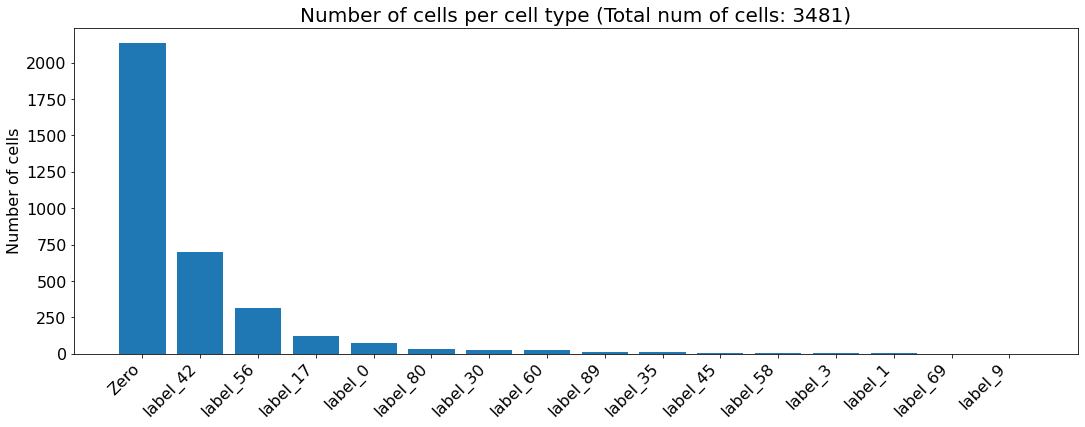 Number of cells per cell type (Total num of cells: 3481)
Number of cells
2000
1750
1500
1250
1000
750
500
250
0
Zero
label_42
label_56
label_17
label_0
label_80
label_30
label_60
label_89
label_35
label_45
label_58
label_3
label_1
label_69
label_9